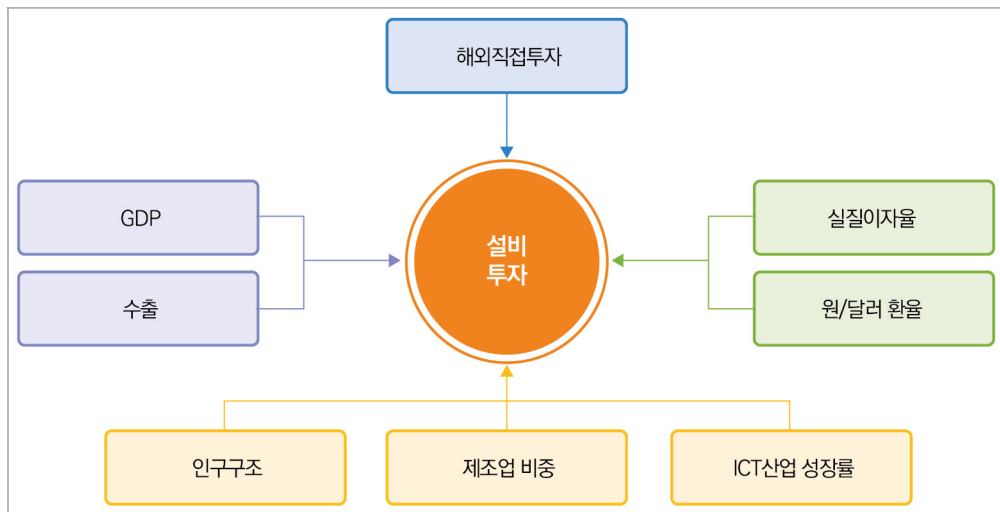 해외직접투자
GDP
수출
설비
투자
실질이자율
원/달러 환율
인구구조
제조업 비중
ICT산업 성장률